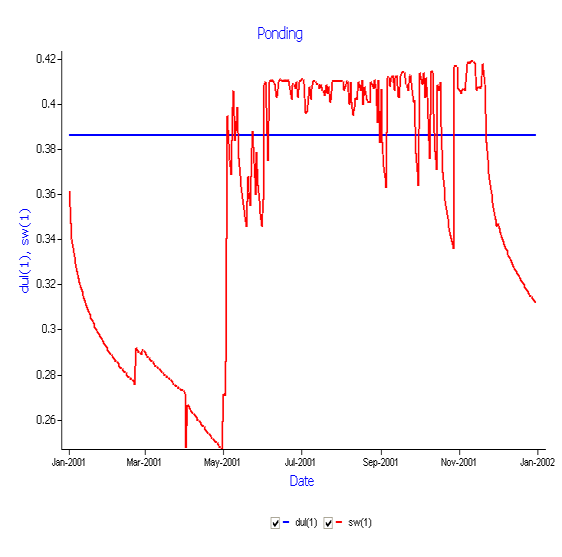 Ponding
dul(1), sw(1)
0.42
0.4
0.38
0.36
0.34
0.32
0.3
0.28
0.26
Jan-2001 Mar-2001 May-2001 Jul-2001 Sep-2001 Nov-2001 Jan-2002
Date
dul(1) sw(1)